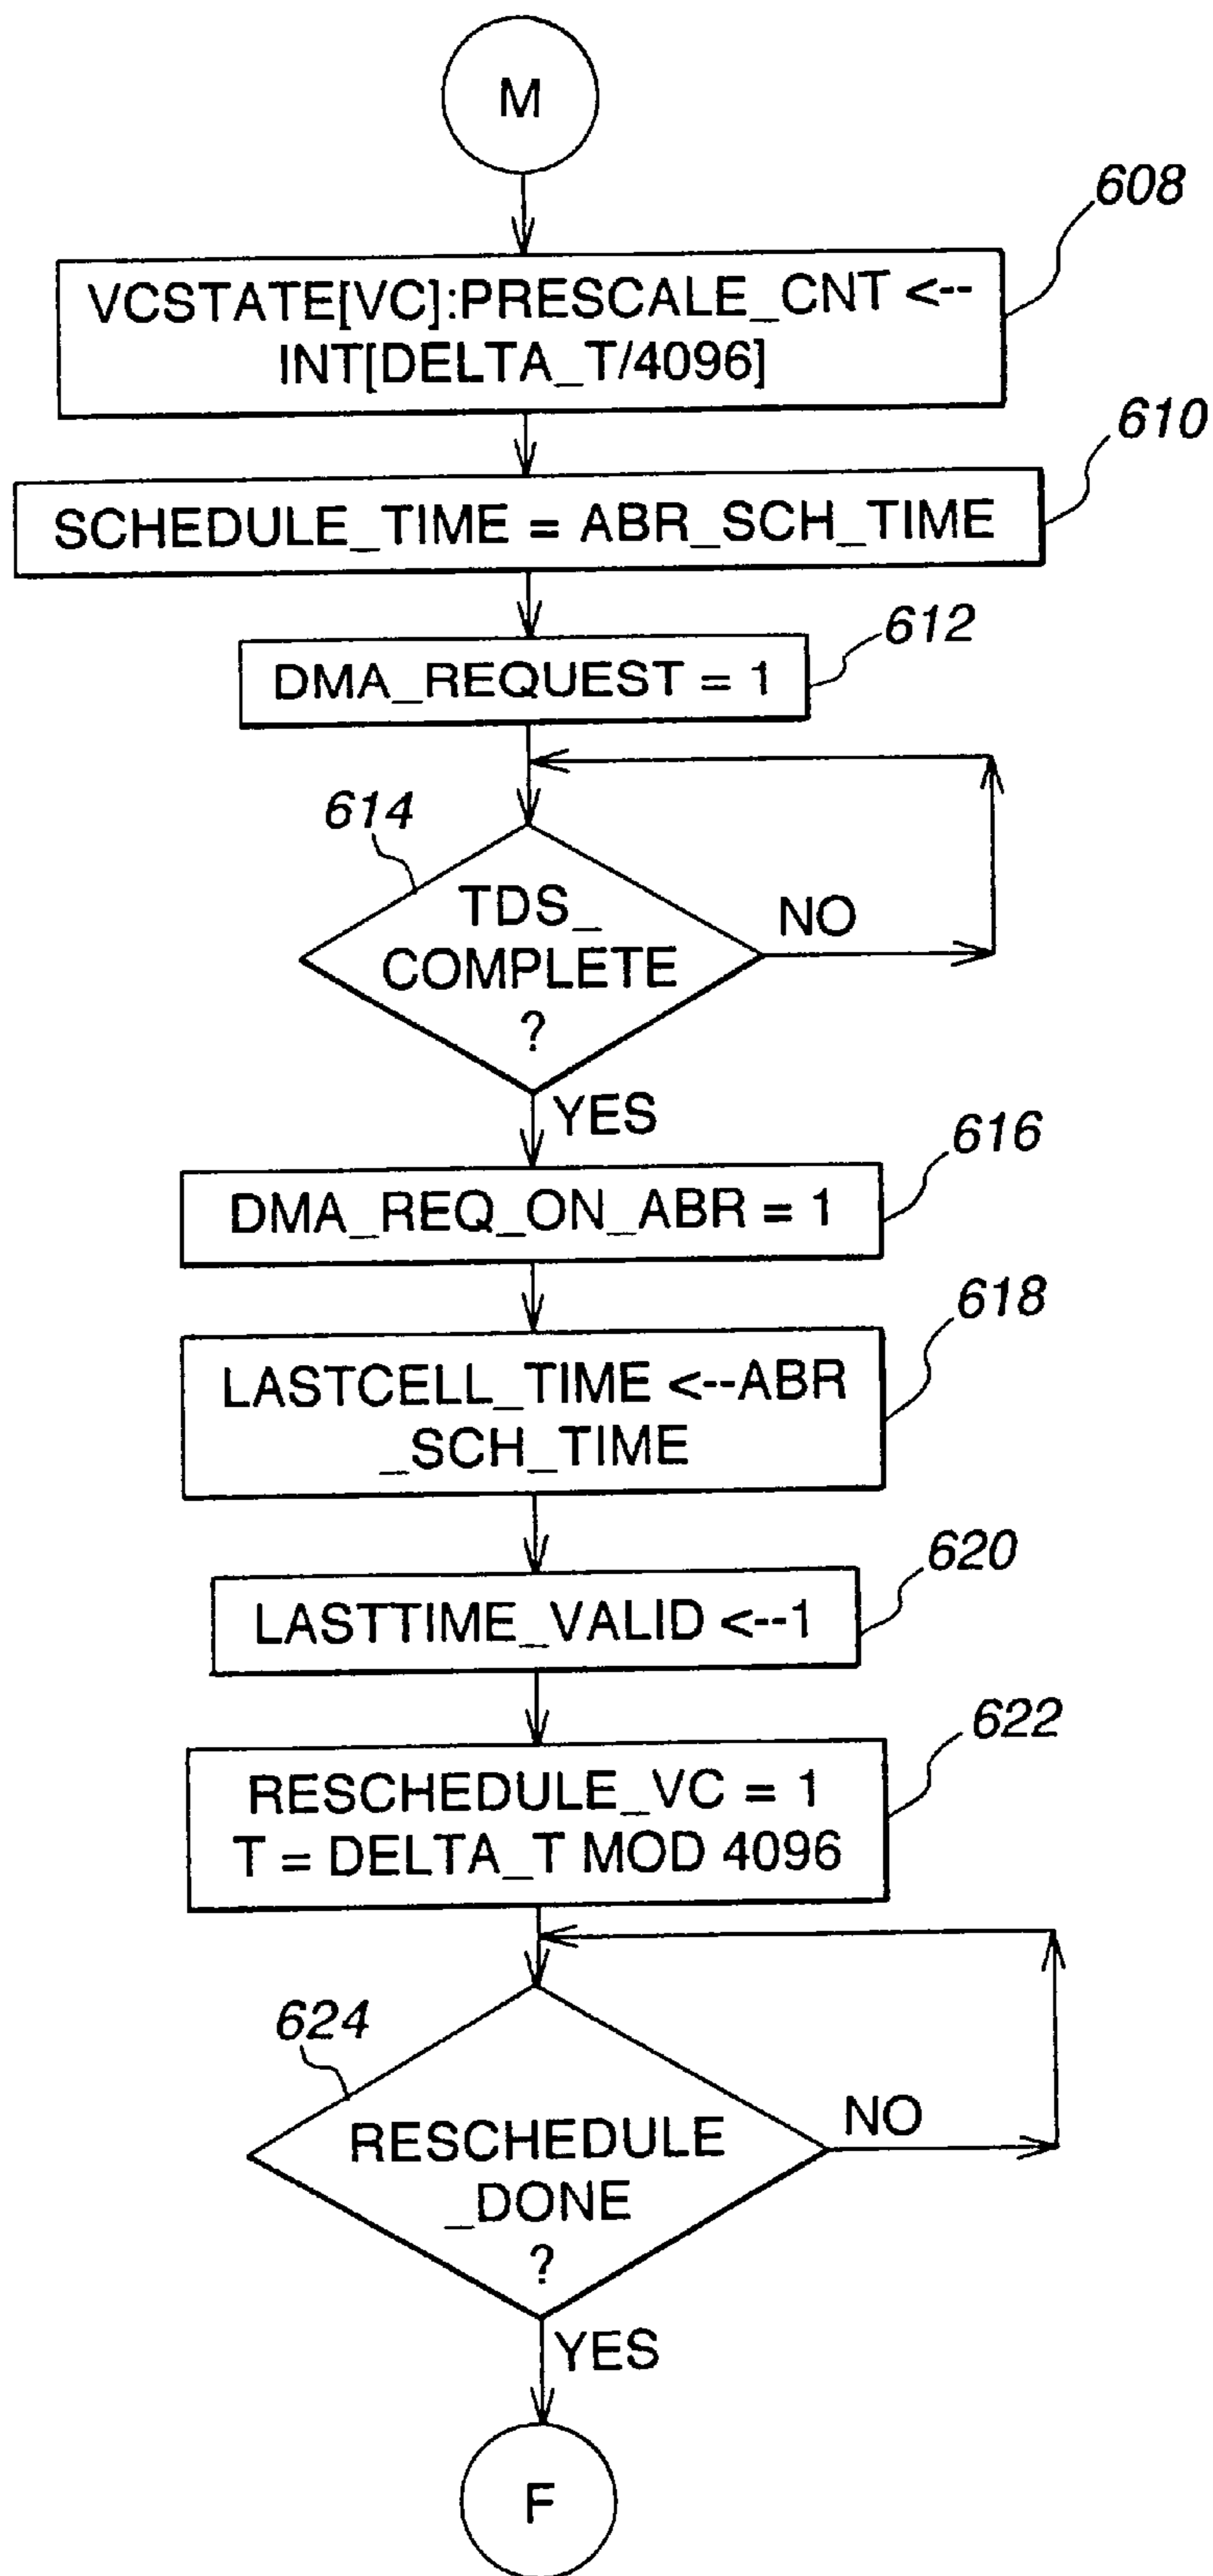 M
608
VCSTATE[VC]:PRESCALE_CNT <--
INT[DELTA_T/4096]
610
SCHEDULE_TIME = ABR_SCH_TIME
612
DMA_REQUEST = 1
614
TDS_
COMPLETE
?
NO
YES
616
DMA_REQ_ON_ABR = 1
618
LASTCELL_TIME <--ABR
_SCH_TIME
620
LASTTIME_VALID <--1
622
RESCHEDULE_VC = 1
T = DELTA_T MOD 4096
624
RESCHEDULE
_DONE
?
NO
YES
F